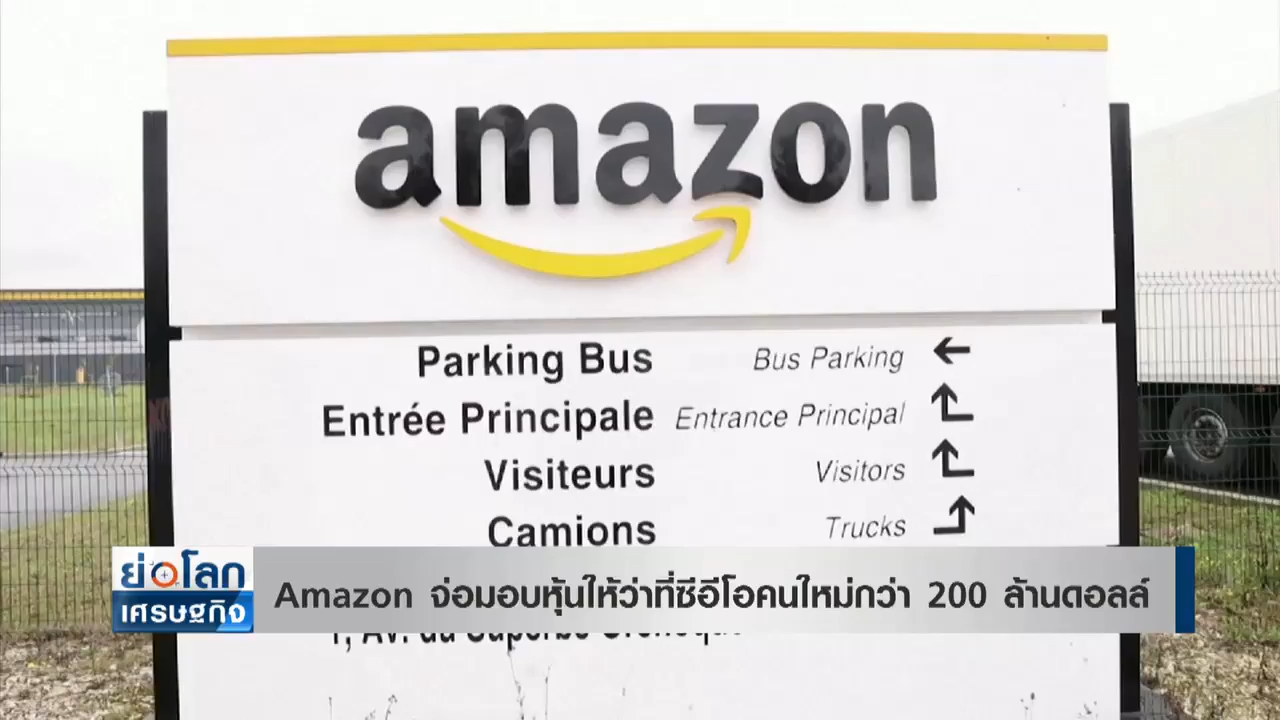 amazon
Parking Bus Bus Parking
Entrée Principale Entrance Principal
Visiteurs Visitors
Camions Trucks
ย่อโลก
เศรษฐกิจ
Amazon จ่อมอบหุ้นให้ว่าที่ซีอีโอคนใหม่กว่า 200 ล้านดอลล์
1, Av. du